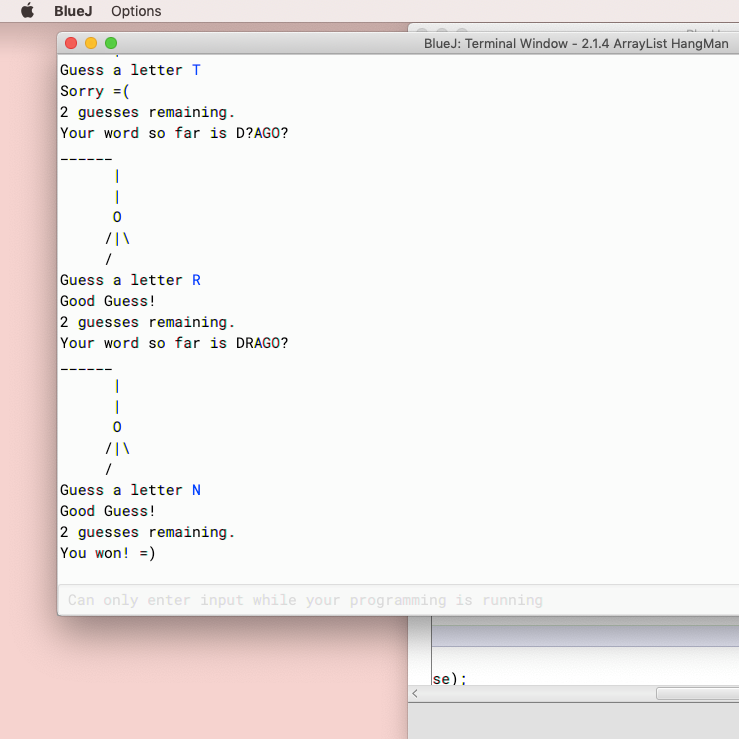 BlueJ Options
BlueJ: Terminal Window - 2.1.4 ArrayList HangMan
Guess a letter T
Sorry =(
2 guesses remaining.
Your word so far is D?AGO?
______
|
|
O
/|\
/
Guess a letter R
Good Guess!
2 guesses remaining.
Your word so far is DRAGO?
______
|
|
O
/|\
/
Guess a letter N
Good Guess!
2 guesses remaining.
You won! =)
Can only enter input while your programming is running
se);